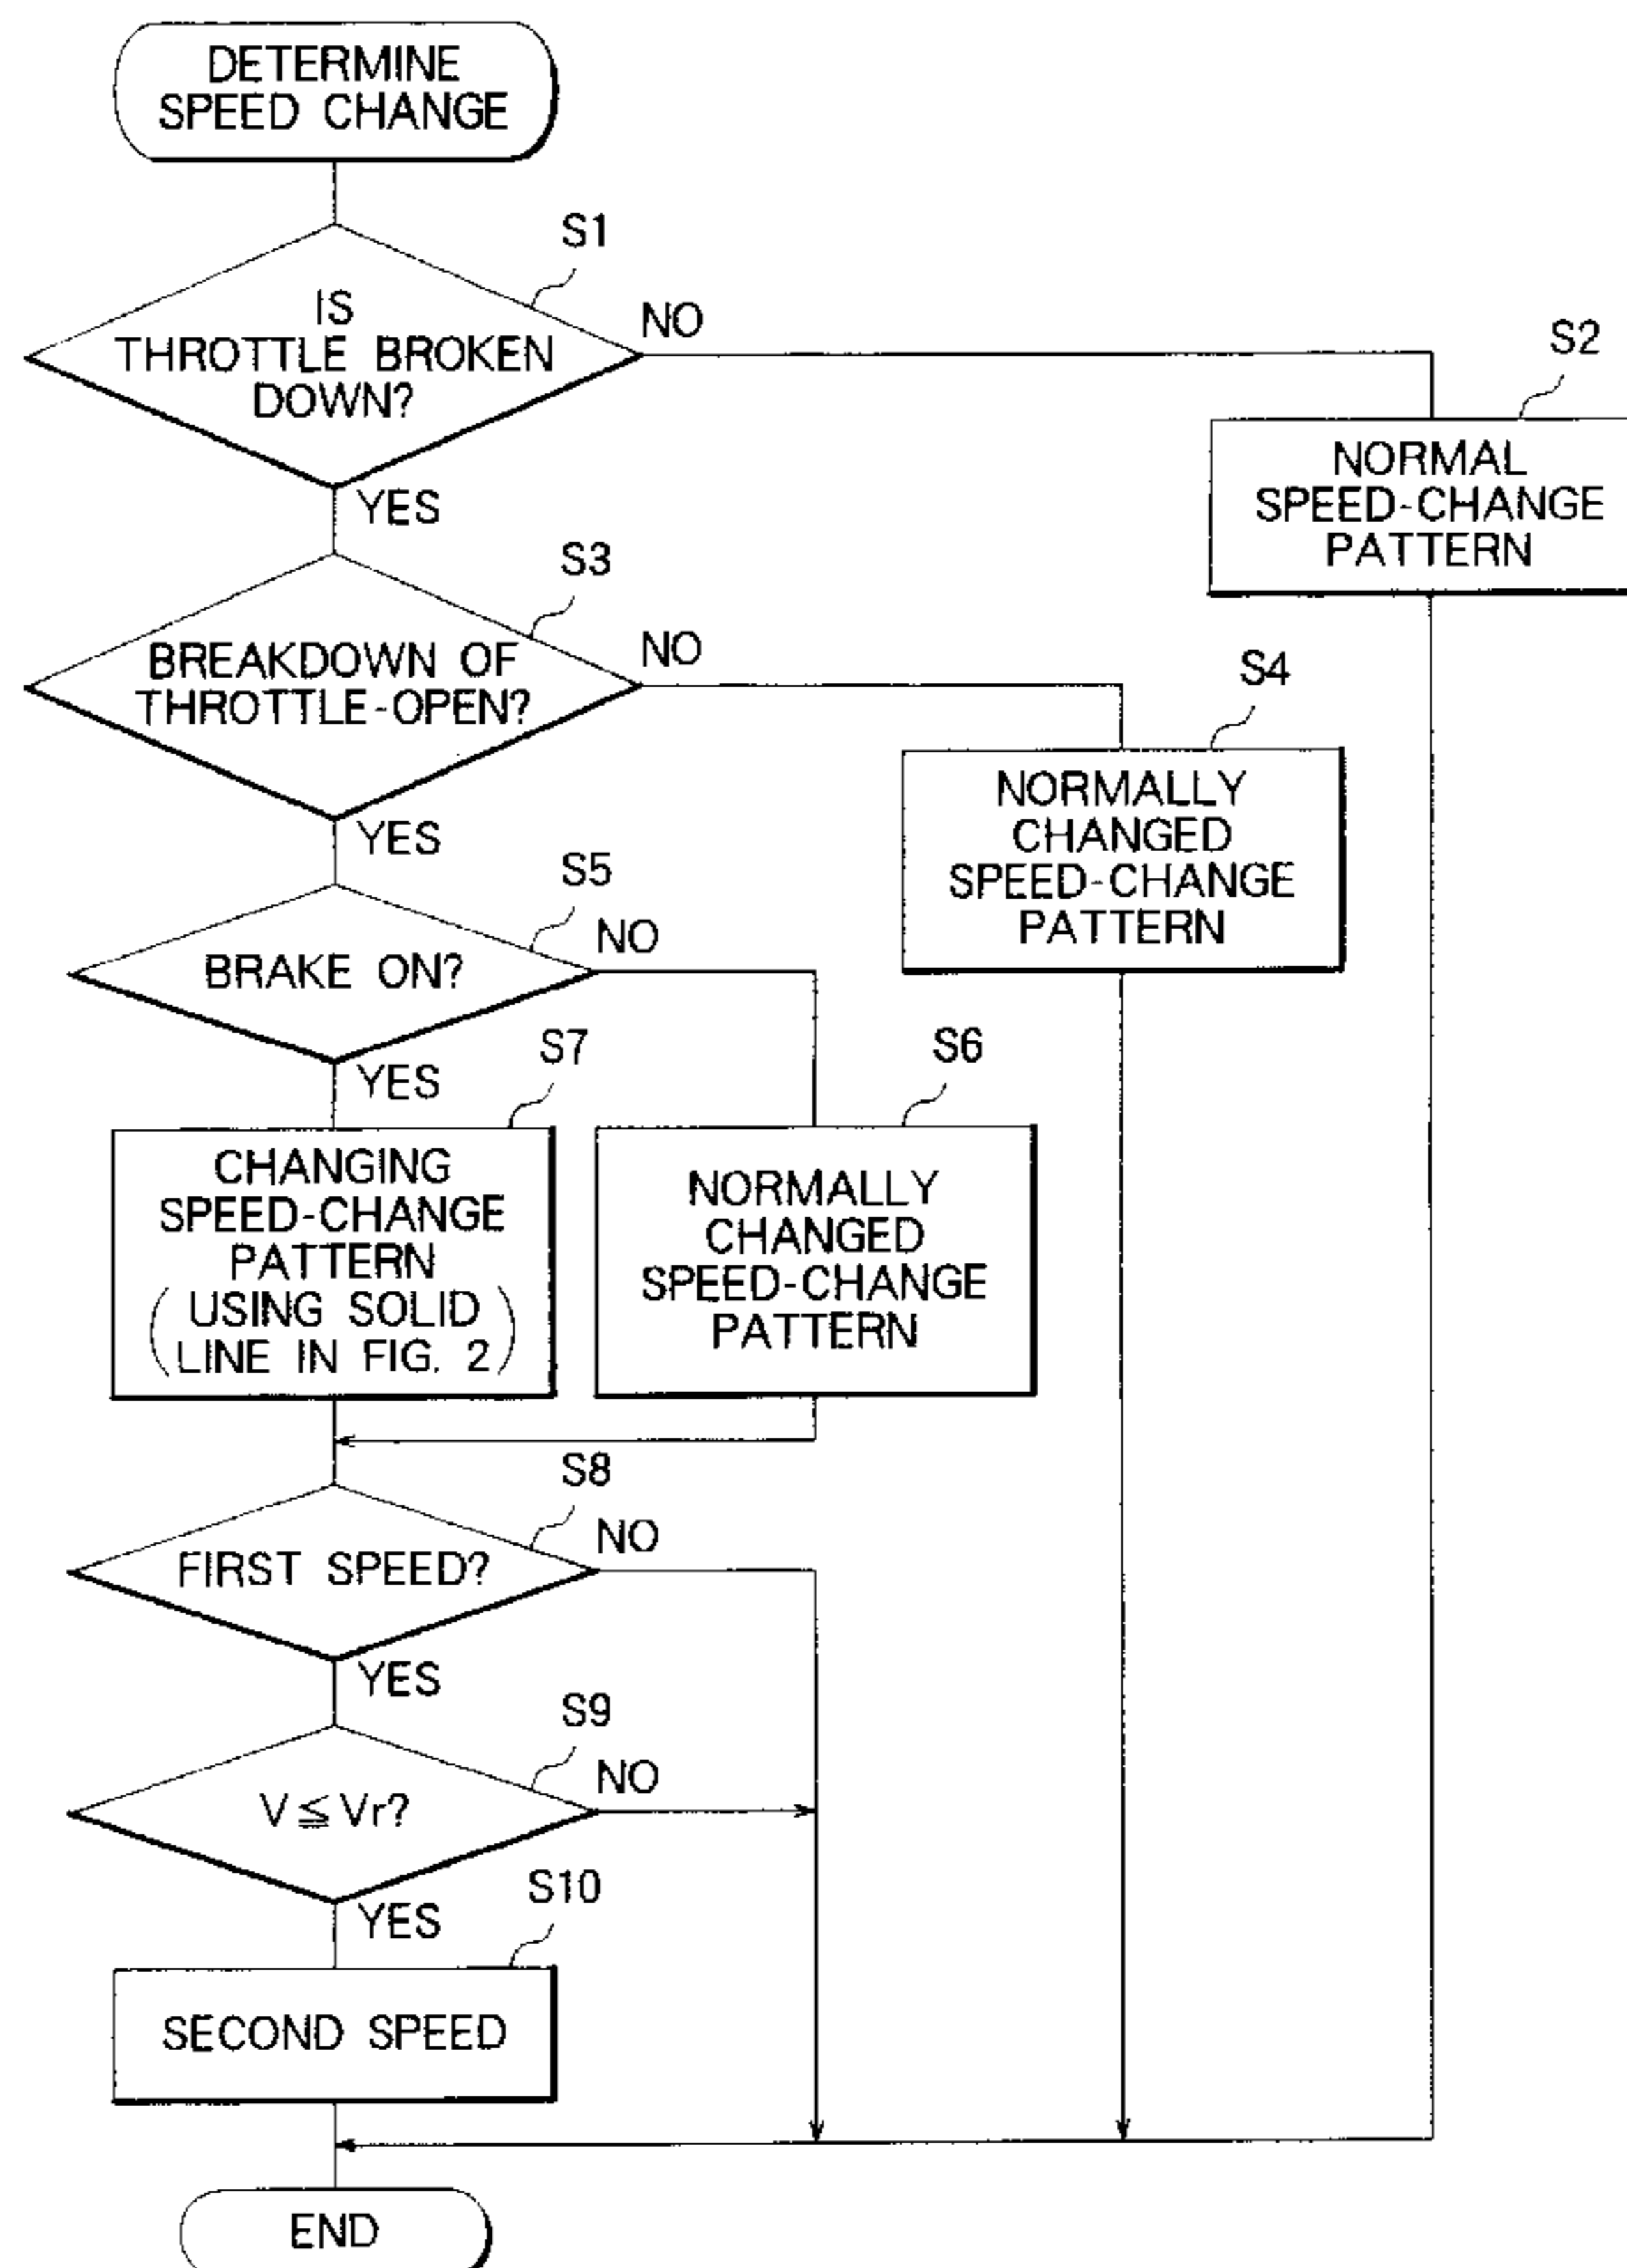 DETERMINE
SPEED CHANGE
S1
IS
THROTTLE BROKEN
DOWN?
NO
YES
S2
NORMAL
SPEED-CHANGE
PATTERN
S3
BREAKDOWN OF
THROTTLE-OPEN?
NO
YES
S4
NORMALLY
CHANGED
SPEED-CHANGE
PATTERN
S5
BRAKE ON?
NO
YES
S6
NORMALLY
CHANGED
SPEED-CHANGE
PATTERN
S7
CHANGING
SPEED-CHANGE
PATTERN
(USING SOLID
LINE IN FIG. 2)
S8
FIRST SPEED?
NO
YES
S9
V≦Vr?
NO
YES
S10
SECOND SPEED
END